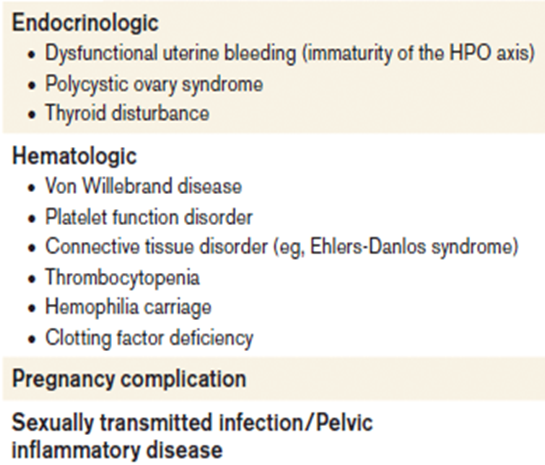 Endocrinologic
• Dysfunctional uterine bleeding (immaturity of the HPO axis)
• Polycystic ovary syndrome
• Thyroid disturbance
Hematologic
• Von Willebrand disease
• Platelet function disorder
• Connective tissue disorder (eg, Ehlers-Danlos syndrome)
• Thrombocytopenia
• Hemophilia carriage
• Clotting factor deficiency
Pregnancy complication
Sexually transmitted infection/Pelvic
inflammatory disease